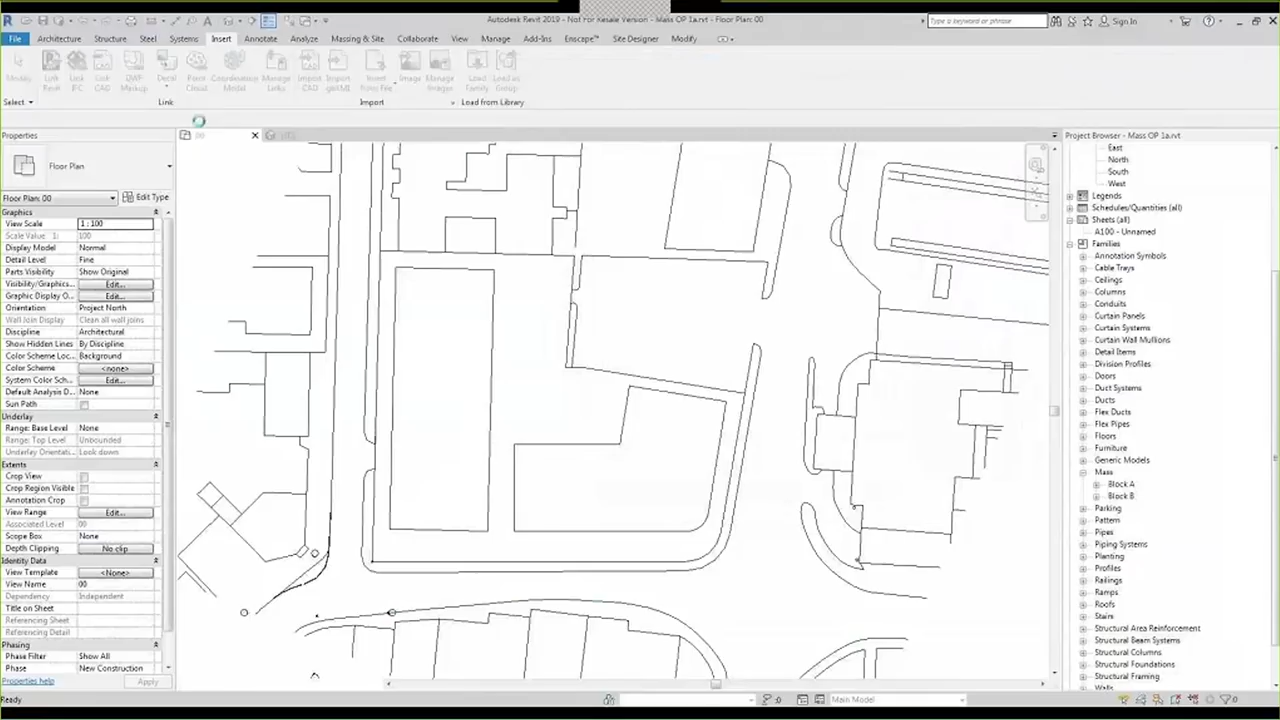 Autodesk Revit 2019 - Not For Resale Version - Mass OP 1a.rvt - Floor Plan: 00
Type a keyword or phrase
Sign In
File Architecture Structure Steel Systems Insert Annotate Analyze Massing & Site Collaborate View Manage Add-Ins Enscape™ Site Designer Modify
Modify
Link Revit
Link IFC
Link CAD
DWF Markup
Decal
Point Cloud
Coordination Model
Manage Links
Import CAD
Import gbXML
Insert from File
Image
Manage Images
Load Family
Load as Group
Select
Link
Import
Load from Library
Properties
00
Project Browser - Mass OP 1a.rvt
Floor Plan
Floor Plan: 00
Edit Type
Graphics
View Scale 1 : 100
Scale Value 1: 100
Display Model Normal
Detail Level Fine
Parts Visibility Show Original
Visibility/Graphics... Edit...
Graphic Display O... Edit...
Orientation Project North
Wall Join Display Clean all wall joins
Discipline Architectural
Show Hidden Lines By Discipline
Color Scheme Loc... Background
Color Scheme <none>
System Color Sch... Edit...
Default Analysis D... None
Sun Path
Underlay
Range: Base Level None
Range: Top Level Unbounded
Underlay Orientati... Look down
Extents
Crop View
Crop Region Visible
Annotation Crop
View Range Edit...
Associated Level 00
Scope Box None
Depth Clipping No clip
Identity Data
View Template <None>
View Name 00
Dependency Independent
Title on Sheet
Referencing Sheet
Referencing Detail
Phasing
Phase Filter Show All
Phase New Construction
Properties help
Apply
East
North
South
West
Legends
Schedules/Quantities (all)
Sheets (all)
A100 - Unnamed
Families
Annotation Symbols
Cable Trays
Ceilings
Columns
Conduits
Curtain Panels
Curtain Systems
Curtain Wall Mullions
Detail Items
Division Profiles
Doors
Duct Systems
Ducts
Flex Ducts
Flex Pipes
Floors
Furniture
Generic Models
Mass
Block A
Block B
Parking
Pattern
Pipes
Piping Systems
Planting
Profiles
Railings
Ramps
Roofs
Stairs
Structural Area Reinforcement
Structural Beam Systems
Structural Columns
Structural Foundations
Structural Framing
Walls
Ready
:0
Main Model
:0